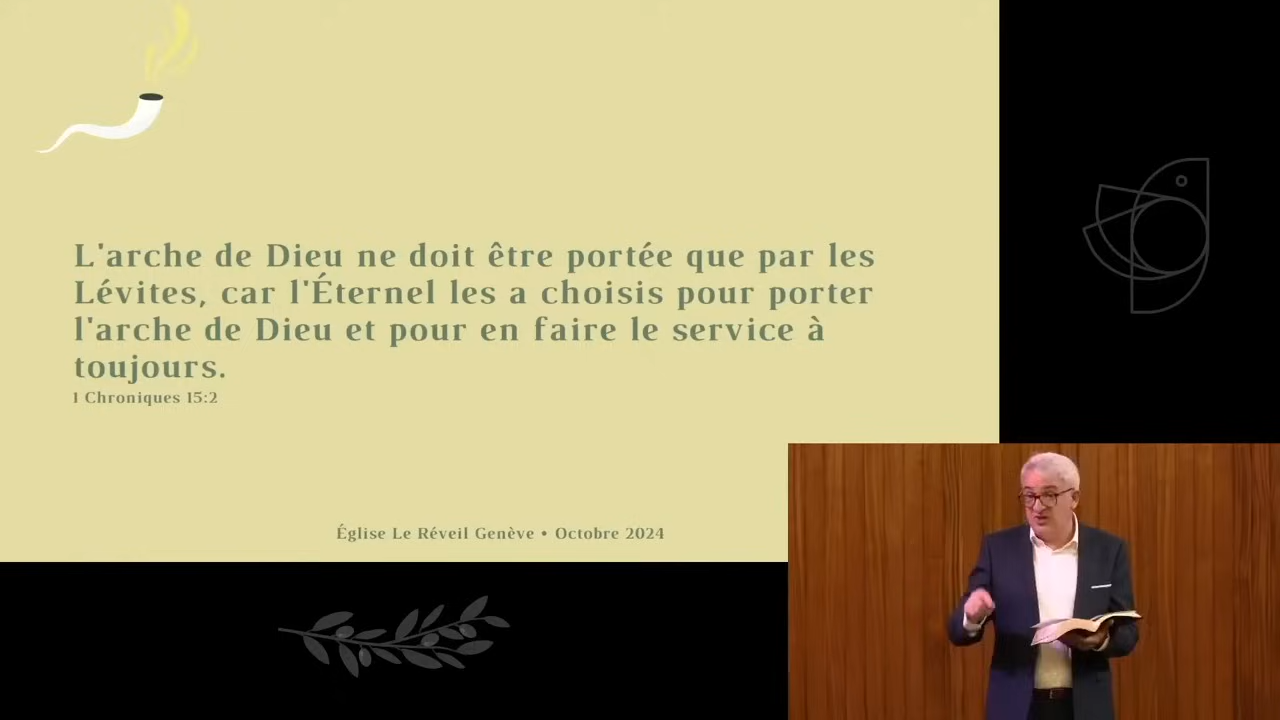 L'arche de Dieu ne doit être portée que par les
Lévites, car l'Éternel les a choisis pour porter
l'arche de Dieu et pour en faire le service à
toujours.
1 Chroniques 15:2
Église Le Réveil Genève • Octobre 2024